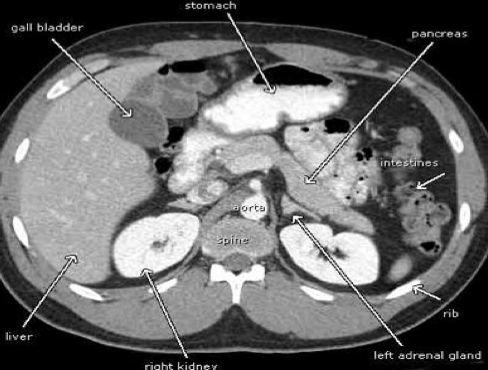 stomach
gall bladder
pancreas
intestines
aorta
spine
rib
liver
left adrenal gland
right kidney